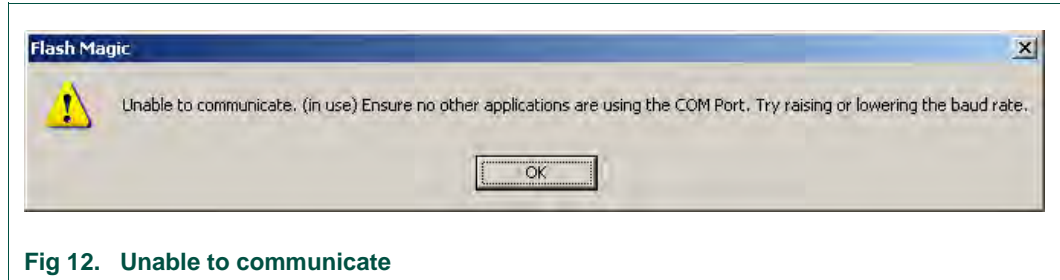 Flash Magic
Unable to communicate. (in use) Ensure no other applications are using the COM Port. Try raising or lowering the baud rate.
OK
Fig 12. Unable to communicate